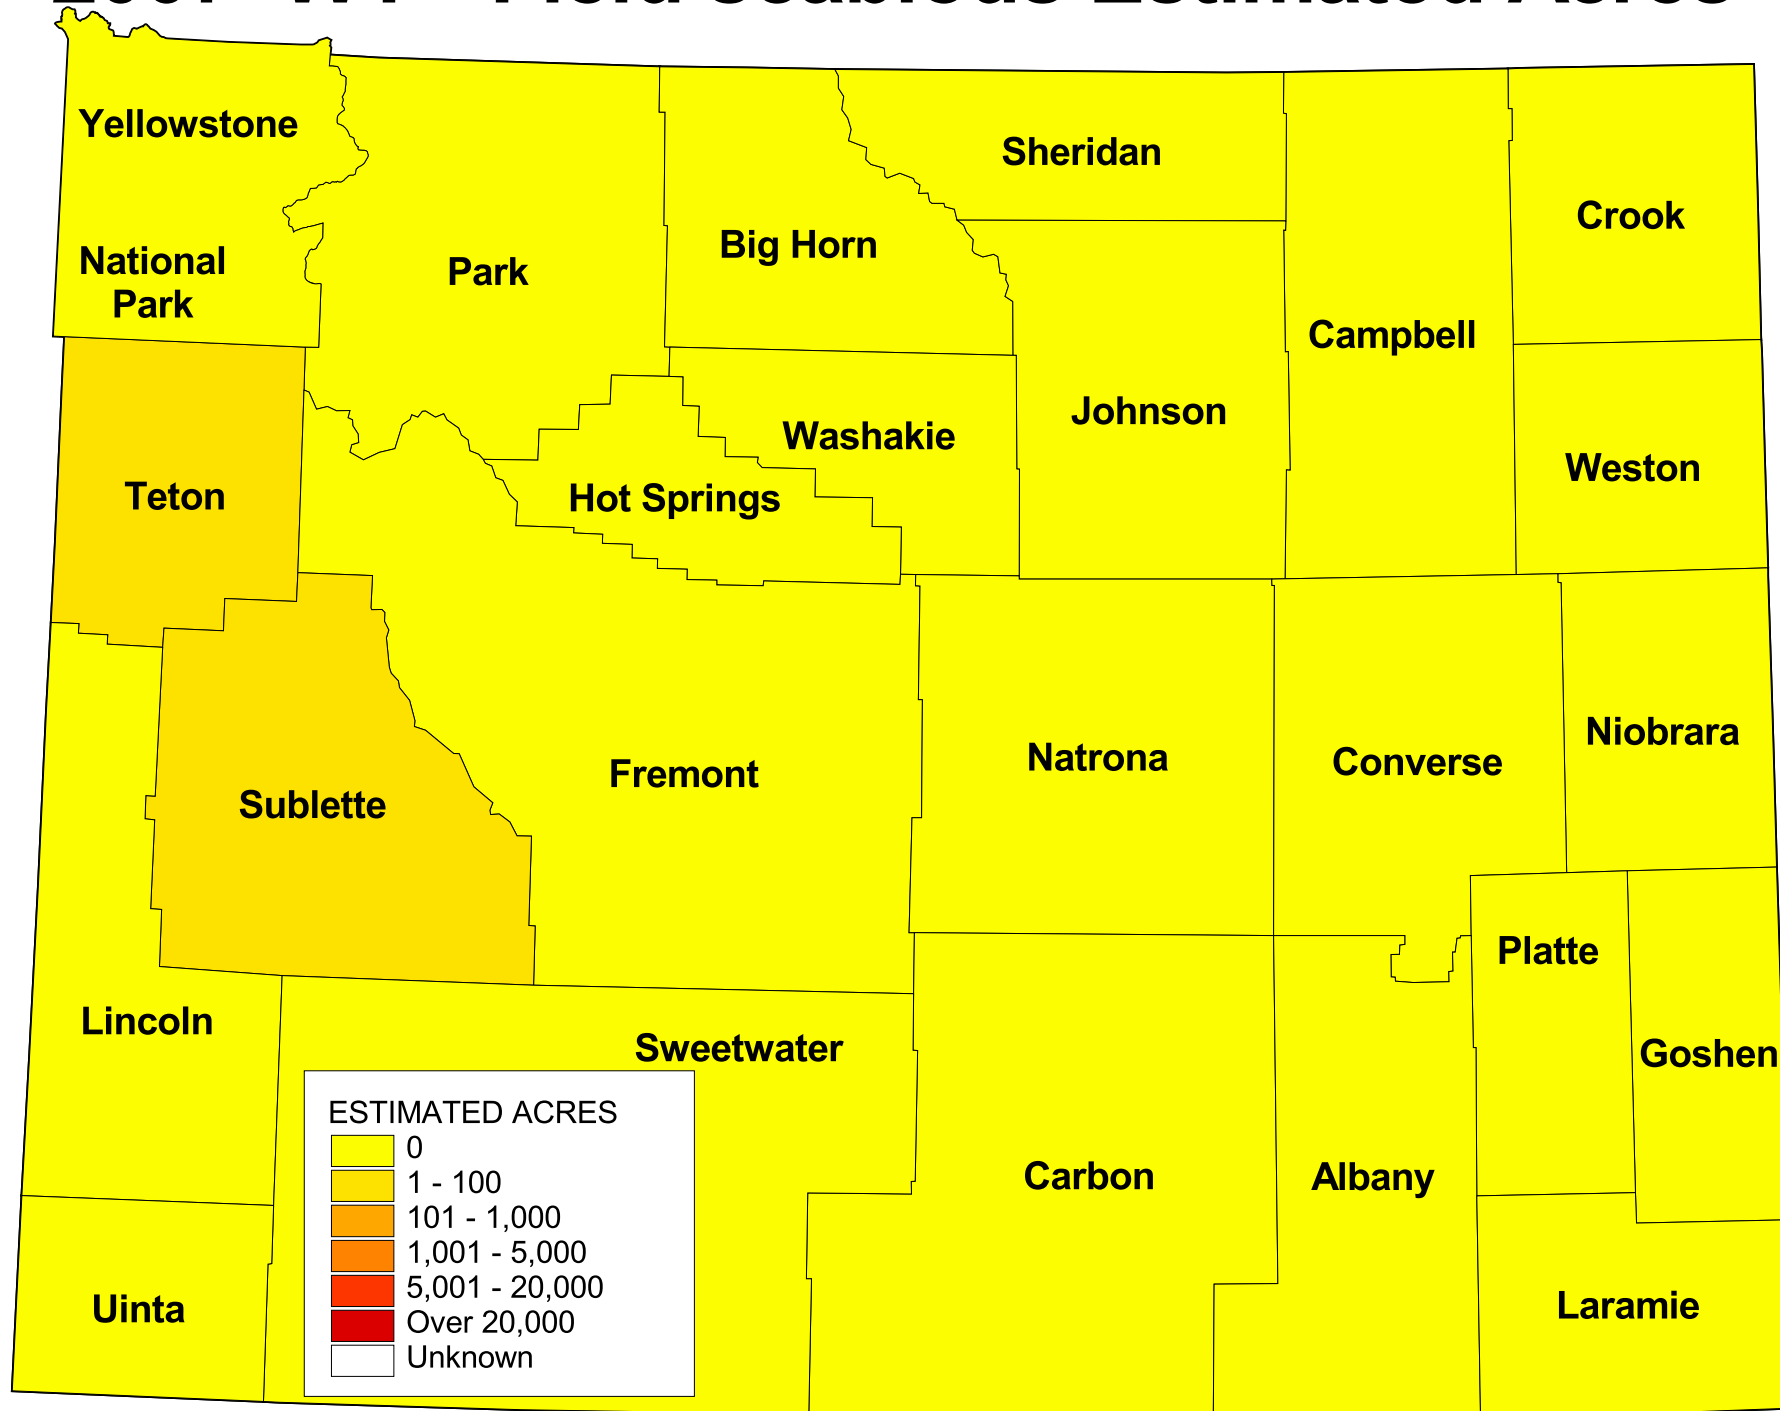 Yellowstone
National
Park
Park
Big Horn
Sheridan
Campbell
Crook
Teton
Hot Springs
Washakie
Johnson
Weston
Sublette
Fremont
Natrona
Converse
Niobrara
Lincoln
Sweetwater
Carbon
Albany
Platte
Goshen
Uinta
Laramie
ESTIMATED ACRES
0
1 - 100
101 - 1,000
1,001 - 5,000
5,001 - 20,000
Over 20,000
Unknown